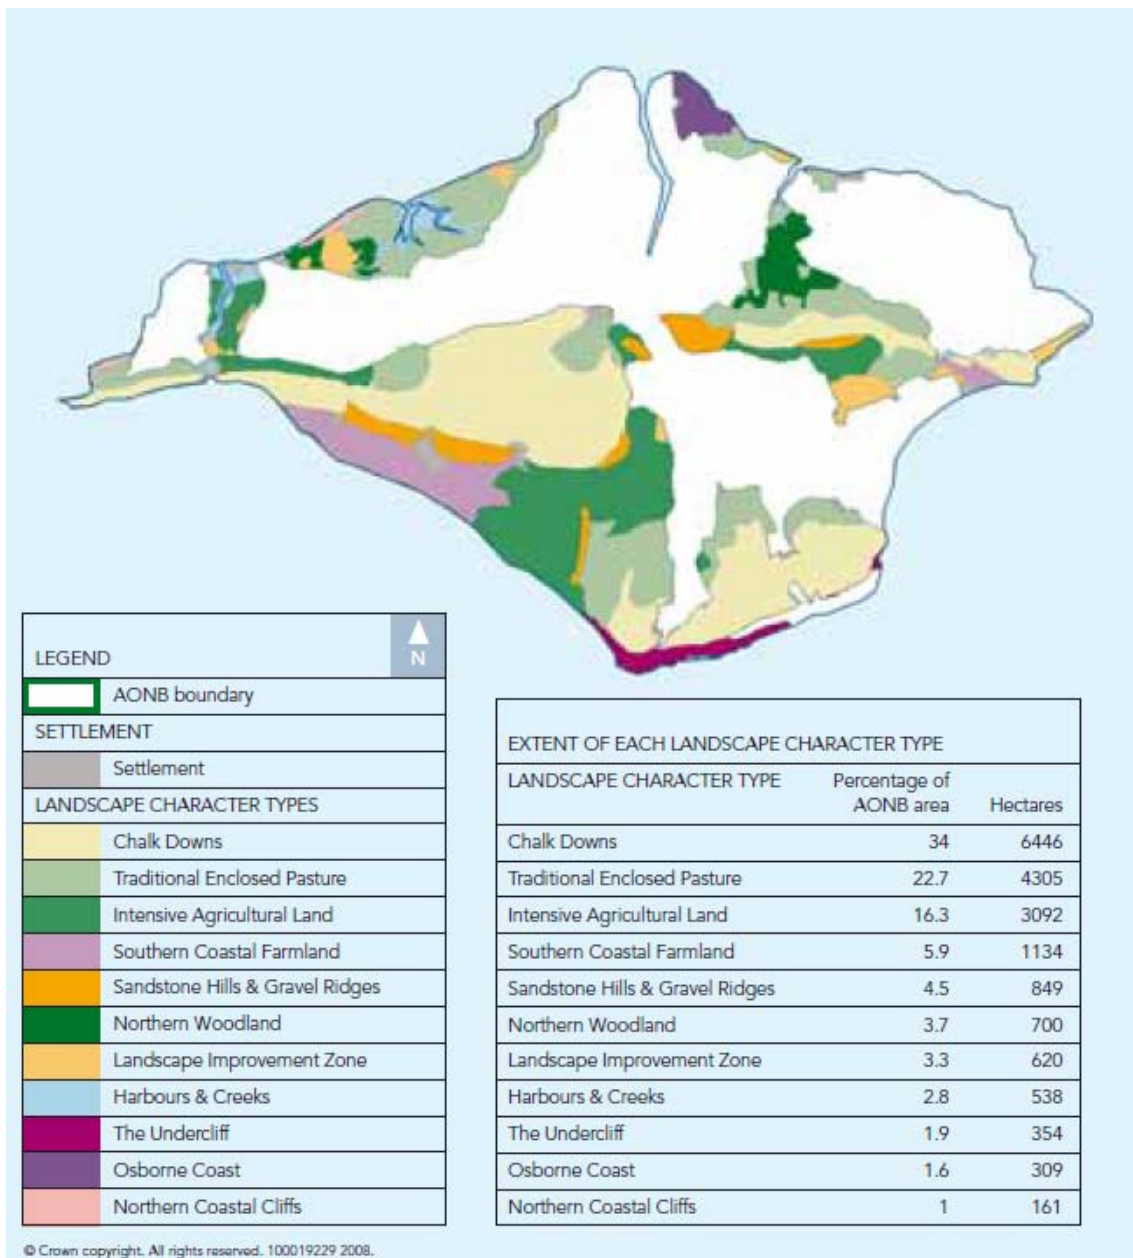 LEGEND
N
AONB boundary
SETTLEMENT
Settlement
LANDSCAPE CHARACTER TYPES
Chalk Downs
Traditional Enclosed Pasture
Intensive Agricultural Land
Southern Coastal Farmland
Sandstone Hills & Gravel Ridges
Northern Woodland
Landscape Improvement Zone
Harbours & Creeks
The Undercliff
Osborne Coast
Northern Coastal Cliffs
EXTENT OF EACH LANDSCAPE CHARACTER TYPE
LANDSCAPE CHARACTER TYPE Percentage of AONB area Hectares
Chalk Downs 34 6446
Traditional Enclosed Pasture 22.7 4305
Intensive Agricultural Land 16.3 3092
Southern Coastal Farmland 5.9 1134
Sandstone Hills & Gravel Ridges 4.5 849
Northern Woodland 3.7 700
Landscape Improvement Zone 3.3 620
Harbours & Creeks 2.8 538
The Undercliff 1.9 354
Osborne Coast 1.6 309
Northern Coastal Cliffs 1 161
© Crown copyright. All rights reserved. 100019229 2008.